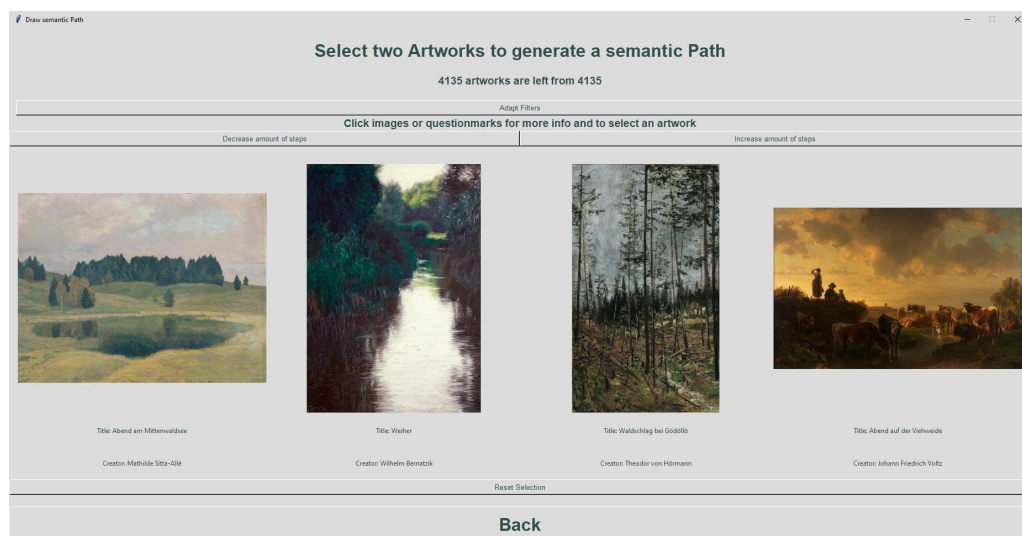 Draw semantic Path
Select two Artworks to generate a semantic Path
4135 artworks are left from 4135
Adapt Filters
Click images or questionmarks for more info and to select an artwork
Decrease amount of steps
Increase amount of steps
Title: Abend am Mittenwaldsee
Title: Weiher
Title: Waldschlag bei Gödölló
Title: Abend auf der Viehweide
Creator: Mathilde Sitta-Allé
Creator: Wilhelm Bernatzik
Creator: Theodor von Hörmann
Creator: Johann Friedrich Voltz
Reset Selection
Back